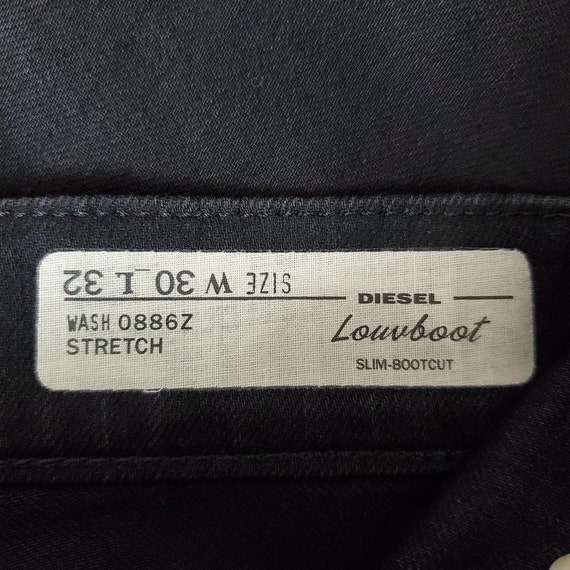 SIZE W 30 L 32
DIESEL
WASH 0886Z
Louvboot
STRETCH
SLIM-BOOTCUT